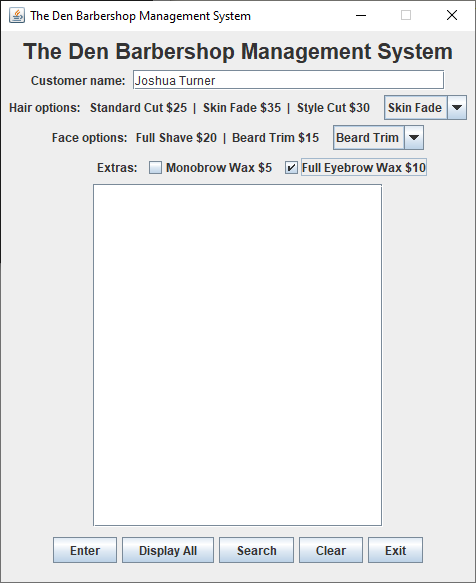 The Den Barbershop Management System
The Den Barbershop Management System
Customer name: Joshua Turner
Hair options: Standard Cut $25 | Skin Fade $35 | Style Cut $30 Skin Fade
Face options: Full Shave $20 | Beard Trim $15 Beard Trim
Extras: Monobrow Wax $5 Full Eyebrow Wax $10
Enter Display All Search Clear Exit